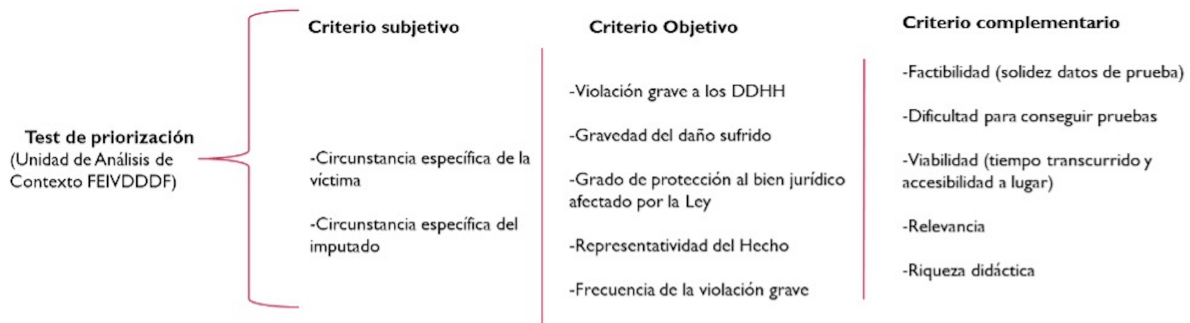 Test de priorización
(Unidad de Análisis de
Contexto FEIVDDDF)
Criterio subjetivo
-Circunstancia específica de la
víctima
-Circunstancia específica del
imputado
Criterio Objetivo
-Violación grave a los DDHH
-Gravedad del daño sufrido
-Grado de protección al bien jurídico
afectado por la Ley
-Representatividad del Hecho
-Frecuencia de la violación grave
Criterio complementario
-Factibilidad (solidez datos de prueba)
-Dificultad para conseguir pruebas
-Viabilidad (tiempo transcurrido y
accesibilidad a lugar)
-Relevancia
-Riqueza didáctica